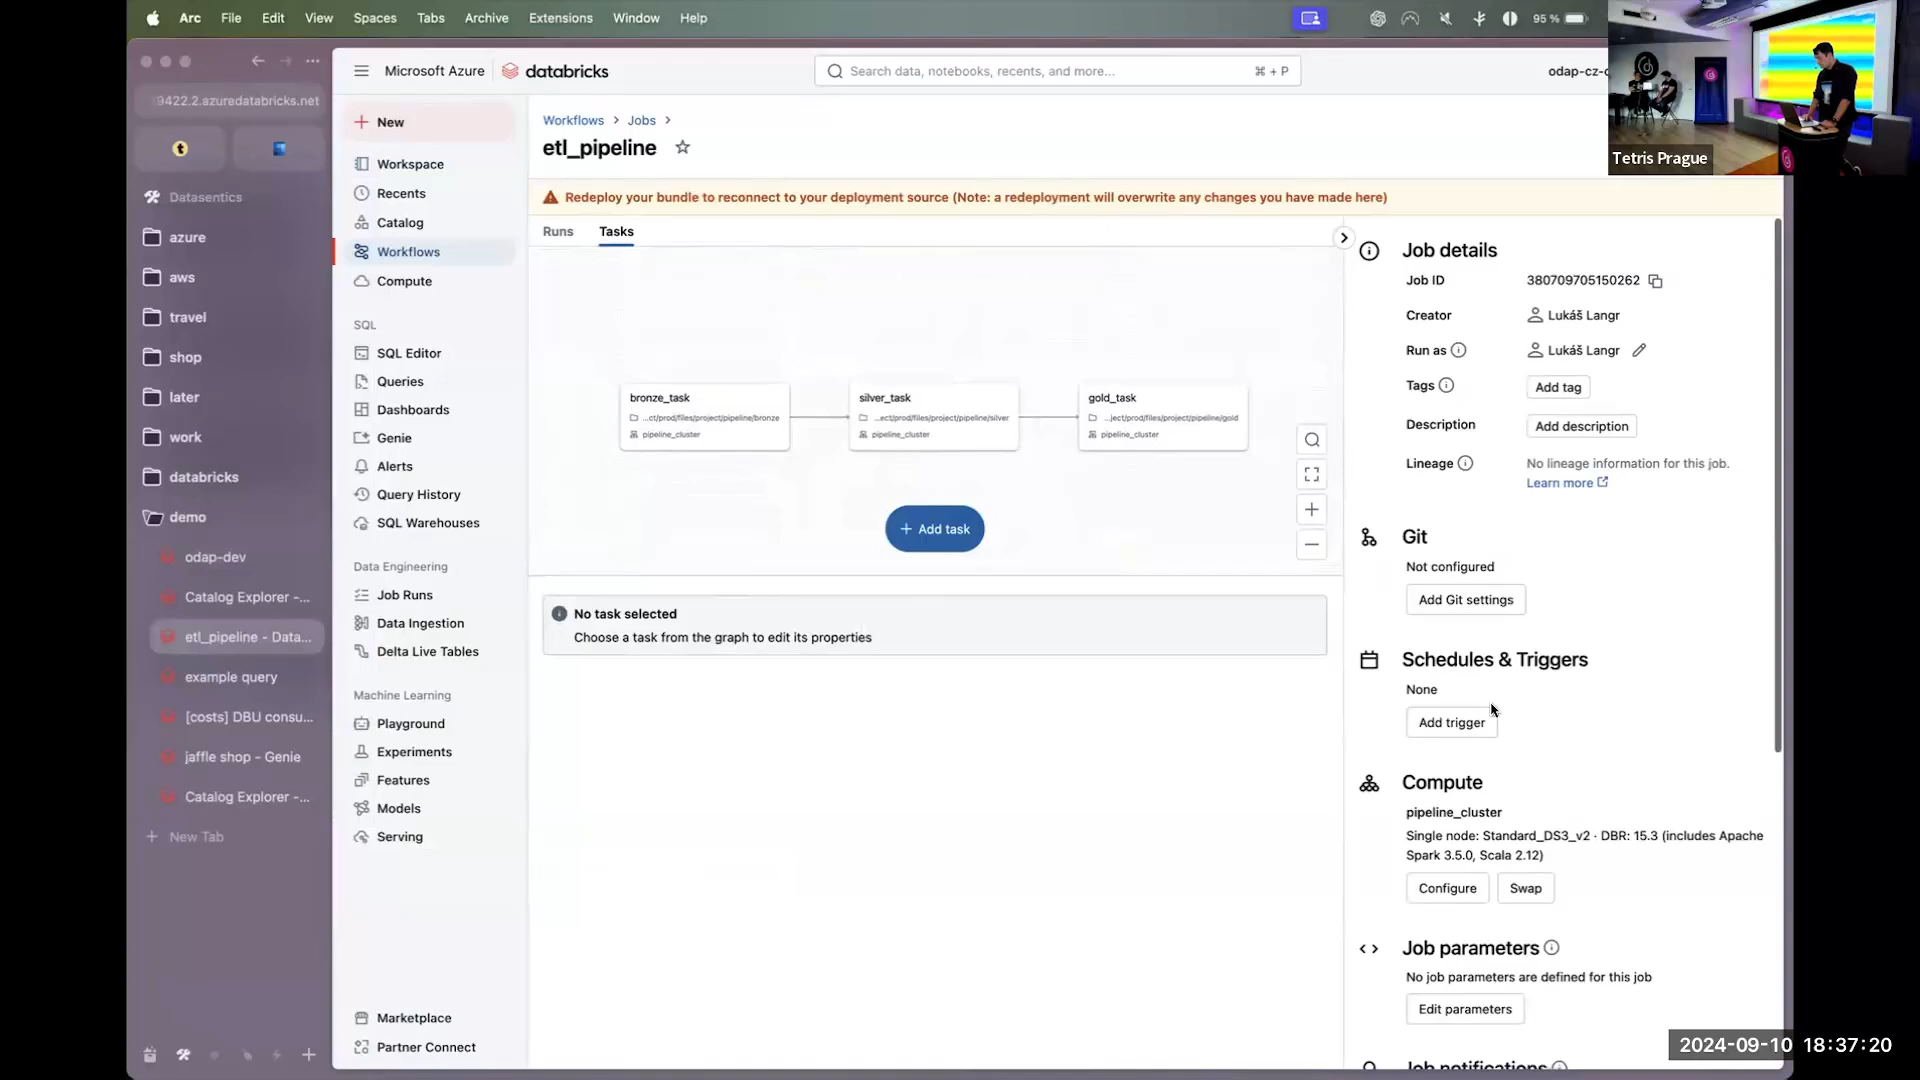 Arc File Edit View Spaces Tabs Archive Extensions Window Help
95 %
9422.2.azuredatabricks.net
Datasentics
azure
aws
travel
shop
later
work
databricks
demo
odap-dev
Catalog Explorer -...
etl_pipeline - Data...
example query
[costs] DBU consu...
jaffle shop - Genie
Catalog Explorer -...
New Tab
Microsoft Azure databricks
Search data, notebooks, recents, and more... ⌘ + P
odap-cz-
New
Workspace
Recents
Catalog
Workflows
Compute
SQL
SQL Editor
Queries
Dashboards
Genie
Alerts
Query History
SQL Warehouses
Data Engineering
Job Runs
Data Ingestion
Delta Live Tables
Machine Learning
Playground
Experiments
Features
Models
Serving
Marketplace
Partner Connect
Workflows > Jobs >
etl_pipeline
Redeploy your bundle to reconnect to your deployment source (Note: a redeployment will overwrite any changes you have made here)
Runs Tasks
bronze_task
...ct/prod/files/project/pipeline/bronze
pipeline_cluster
silver_task
...ect/prod/files/project/pipeline/silver
pipeline_cluster
gold_task
...ject/prod/files/project/pipeline/gold
pipeline_cluster
+ Add task
No task selected
Choose a task from the graph to edit its properties
Job details
Job ID 380709705150262
Creator Lukáš Langr
Run as Lukáš Langr
Tags Add tag
Description Add description
Lineage No lineage information for this job.
Learn more
Git
Not configured
Add Git settings
Schedules & Triggers
None
Add trigger
Compute
pipeline_cluster
Single node: Standard_DS3_v2 · DBR: 15.3 (includes Apache
Spark 3.5.0, Scala 2.12)
Configure Swap
Job parameters
No job parameters are defined for this job
Edit parameters
Job notifications
Tetris Prague
2024-09-10 18:37:20